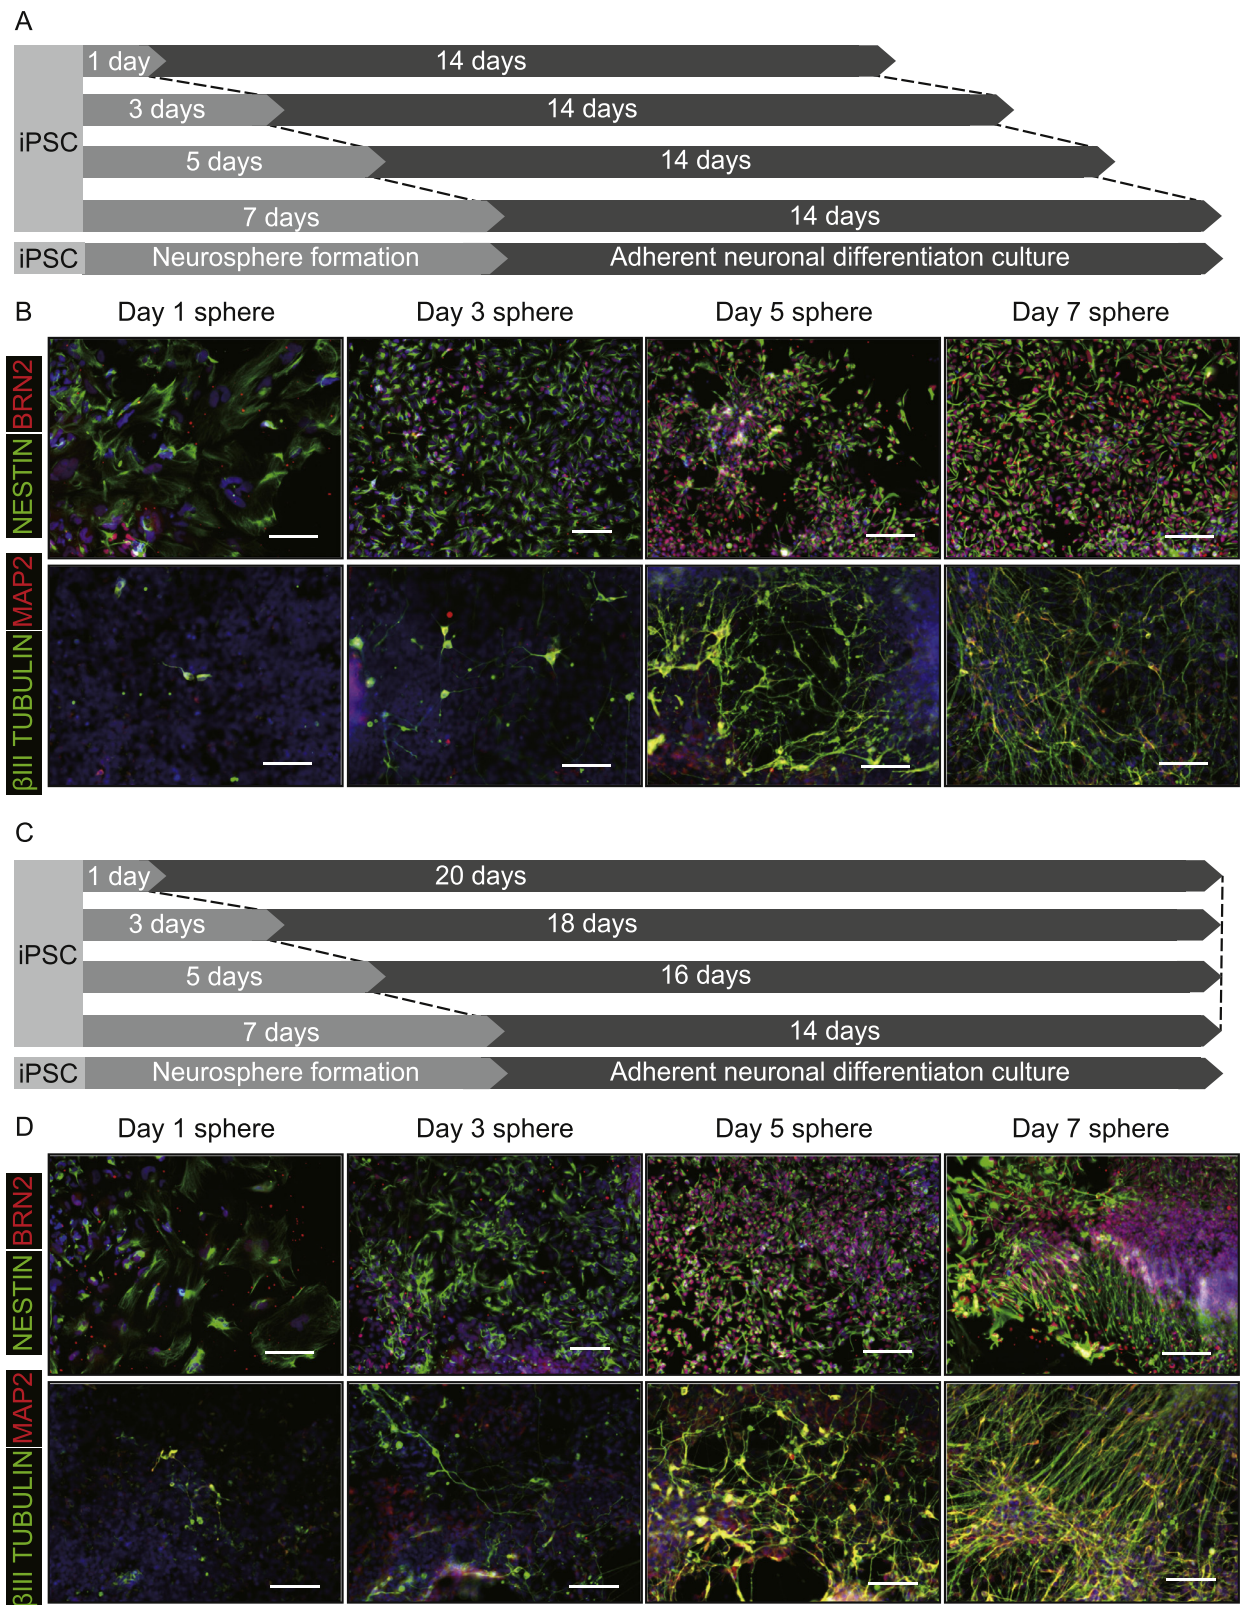 A
1 day 14 days
3 days 14 days
iPSC
5 days 14 days
7 days 14 days
iPSC Neurosphere formation Adherent neuronal differentiaton culture
B Day 1 sphere Day 3 sphere Day 5 sphere Day 7 sphere
NESTIN BRN2
βIII TUBULIN MAP2
C
1 day 20 days
3 days 18 days
iPSC
5 days 16 days
7 days 14 days
iPSC Neurosphere formation Adherent neuronal differentiaton culture
D Day 1 sphere Day 3 sphere Day 5 sphere Day 7 sphere
NESTIN BRN2
βIII TUBULIN MAP2